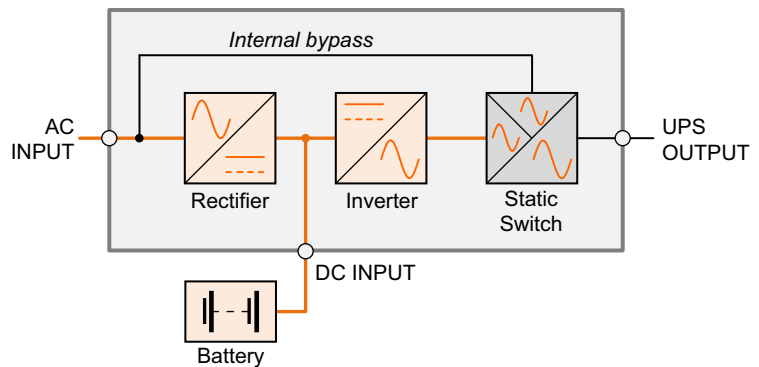 Internal bypass
AC
INPUT
UPS
OUTPUT
Rectifier
Inverter
Static
Switch
DC INPUT
Battery